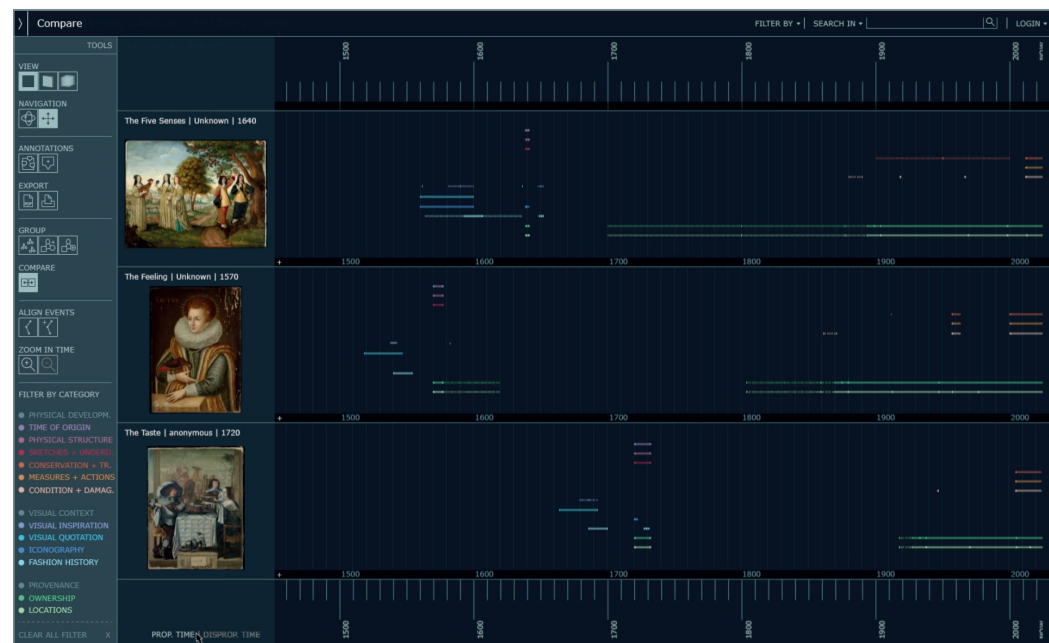 Compare
FILTER BY
SEARCH IN
LOGIN
TOOLS
VIEW
NAVIGATION
ANNOTATIONS
EXPORT
GROUP
COMPARE
ALIGN EVENTS
ZOOM IN TIME
FILTER BY CATEGORY
PHYSICAL DEVELOPM.
TIME OF ORIGIN
PHYSICAL STRUCTURE
SKETCHES + UNDERD.
CONSERVATION + TR.
MEASURES + ACTIONS
CONDITION + DAMAG.
VISUAL CONTEXT
VISUAL INSPIRATION
VISUAL QUOTATION
ICONOGRAPHY
FASHION HISTORY
PROVENANCE
OWNERSHIP
LOCATIONS
CLEAR ALL FILTER X
1500 1600 1700 1800 1900 2000
The Five Senses | Unknown | 1640
+ 1500 1600 1700 1800 1900 2000
The Feeling | Unknown | 1570
+ 1500 1600 1700 1800 1900 2000
The Taste | anonymous | 1720
+ 1500 1600 1700 1800 1900 2000
1500 1600 1700 1800 1900 2000
PROP. TIME DISPROP. TIME